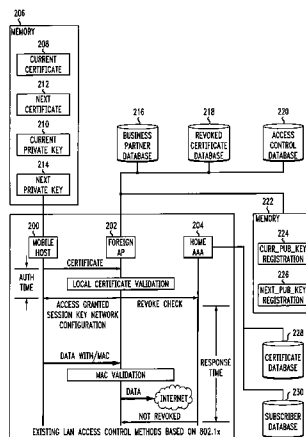 206
MEMORY
208
CURRENT
CERTIFICATE
212
NEXT
CERTIFICATE
210
CURRENT
PRIVATE KEY
214
NEXT
PRIVATE KEY
216
BUSINESS
PARTNER
DATABASE
218
REVOKED
CERTIFICATE
DATABASE
220
ACCESS
CONTROL
DATABASE
222
MEMORY
224
CURR_PUB_KEY
REGISTRATION
226
NEXT_PUB_KEY
REGISTRATION
200
MOBILE
HOST
202
FOREIGN
AP
204
HOME
AAA
CERTIFICATE
AUTH
TIME
LOCAL CERTIFICATE VALIDATION
ACCESS GRANTED
SESSION KEY NETWORK
CONFIGURATION
REVOKE CHECK
DATA WITH/MAC
MAC VALIDATION
RESPONSE
TIME
DATA
INTERNET
NOT REVOKED
EXISTING LAN ACCESS CONTROL METHODS BASED ON 802.1x
228
CERTIFICATE
DATABASE
230
SUBSCRIBER
DATABASE